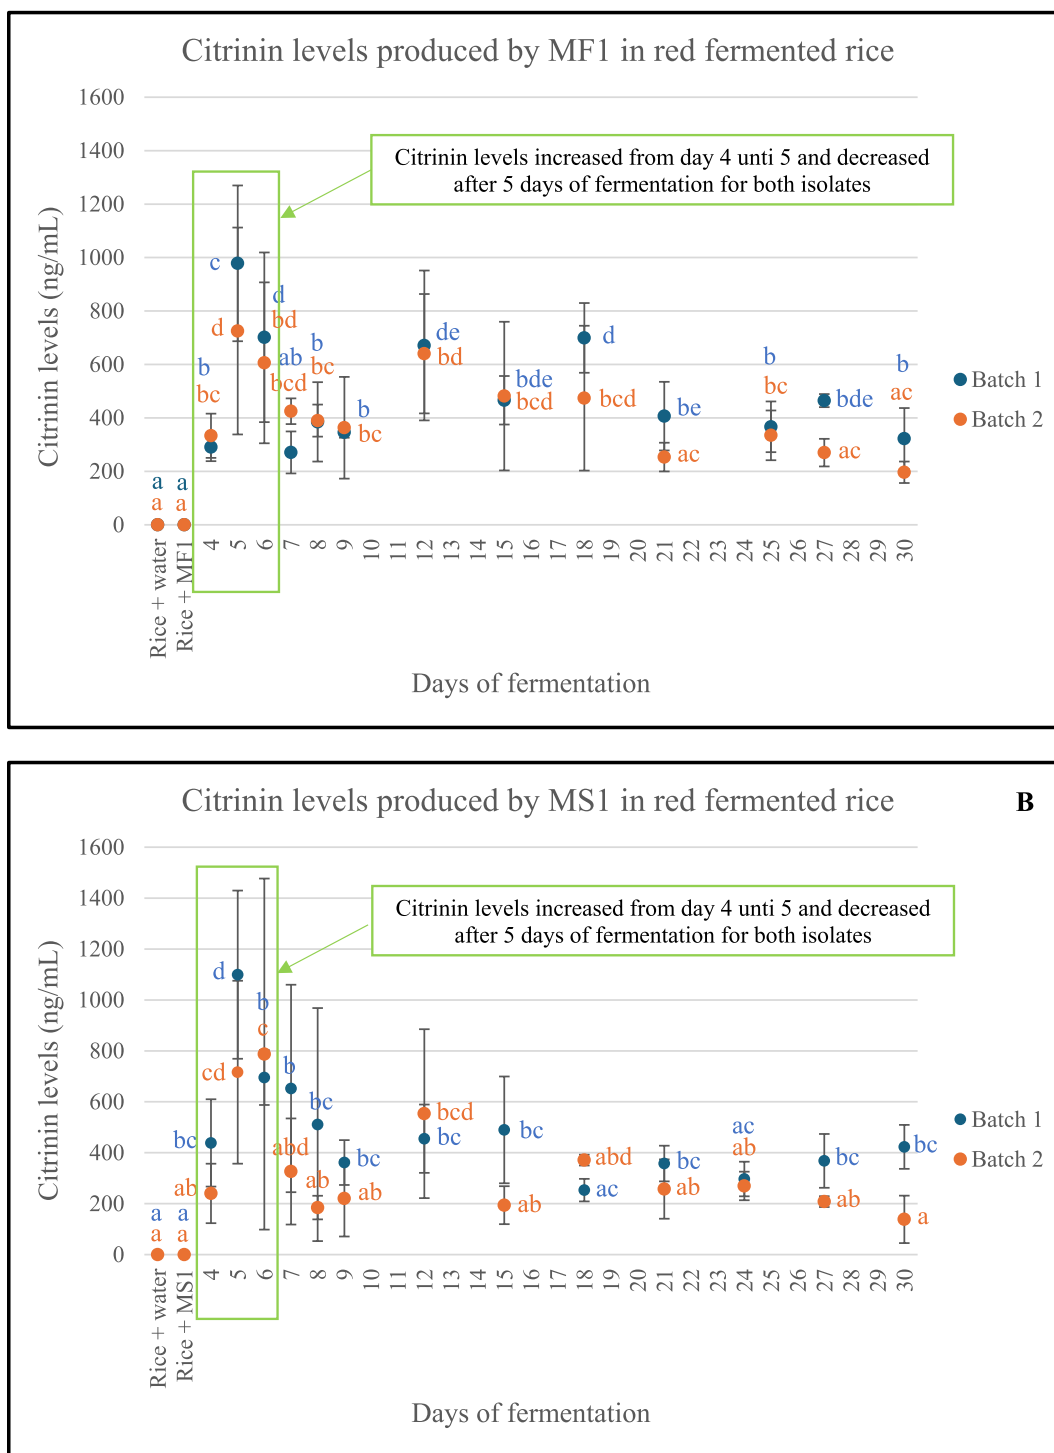 Citrinin levels produced by MF1 in red fermented rice
1600
1400
1200
1000
800
600
400
200
0
Citrinin levels (ng/mL)
Citrinin levels increased from day 4 unti 5 and decreased
after 5 days of fermentation for both isolates
a
a
a
a
b
bc
c
d
d
bd
ab
bcd
b
bc
b
bc
de
bd
bde
bcd
d
bcd
be
ac
b
bc
bde
ac
b
ac
Batch 1
Batch 2
Rice + water
Rice + MF1
4
5
6
7
8
9
10
11
12
13
14
15
16
17
18
19
20
21
22
23
24
25
26
27
28
29
30
Days of fermentation
Citrinin levels produced by MS1 in red fermented rice
B
1600
1400
1200
1000
800
600
400
200
0
Citrinin levels (ng/mL)
Citrinin levels increased from day 4 unti 5 and decreased
after 5 days of fermentation for both isolates
a
a
a
a
bc
ab
d
cd
b
c
b
abd
bc
ab
bc
ab
bcd
bc
bc
ab
abd
ac
bc
ab
ac
ab
bc
ab
bc
a
Batch 1
Batch 2
Rice + water
Rice + MS1
4
5
6
7
8
9
10
11
12
13
14
15
16
17
18
19
20
21
22
23
24
25
26
27
28
29
30
Days of fermentation